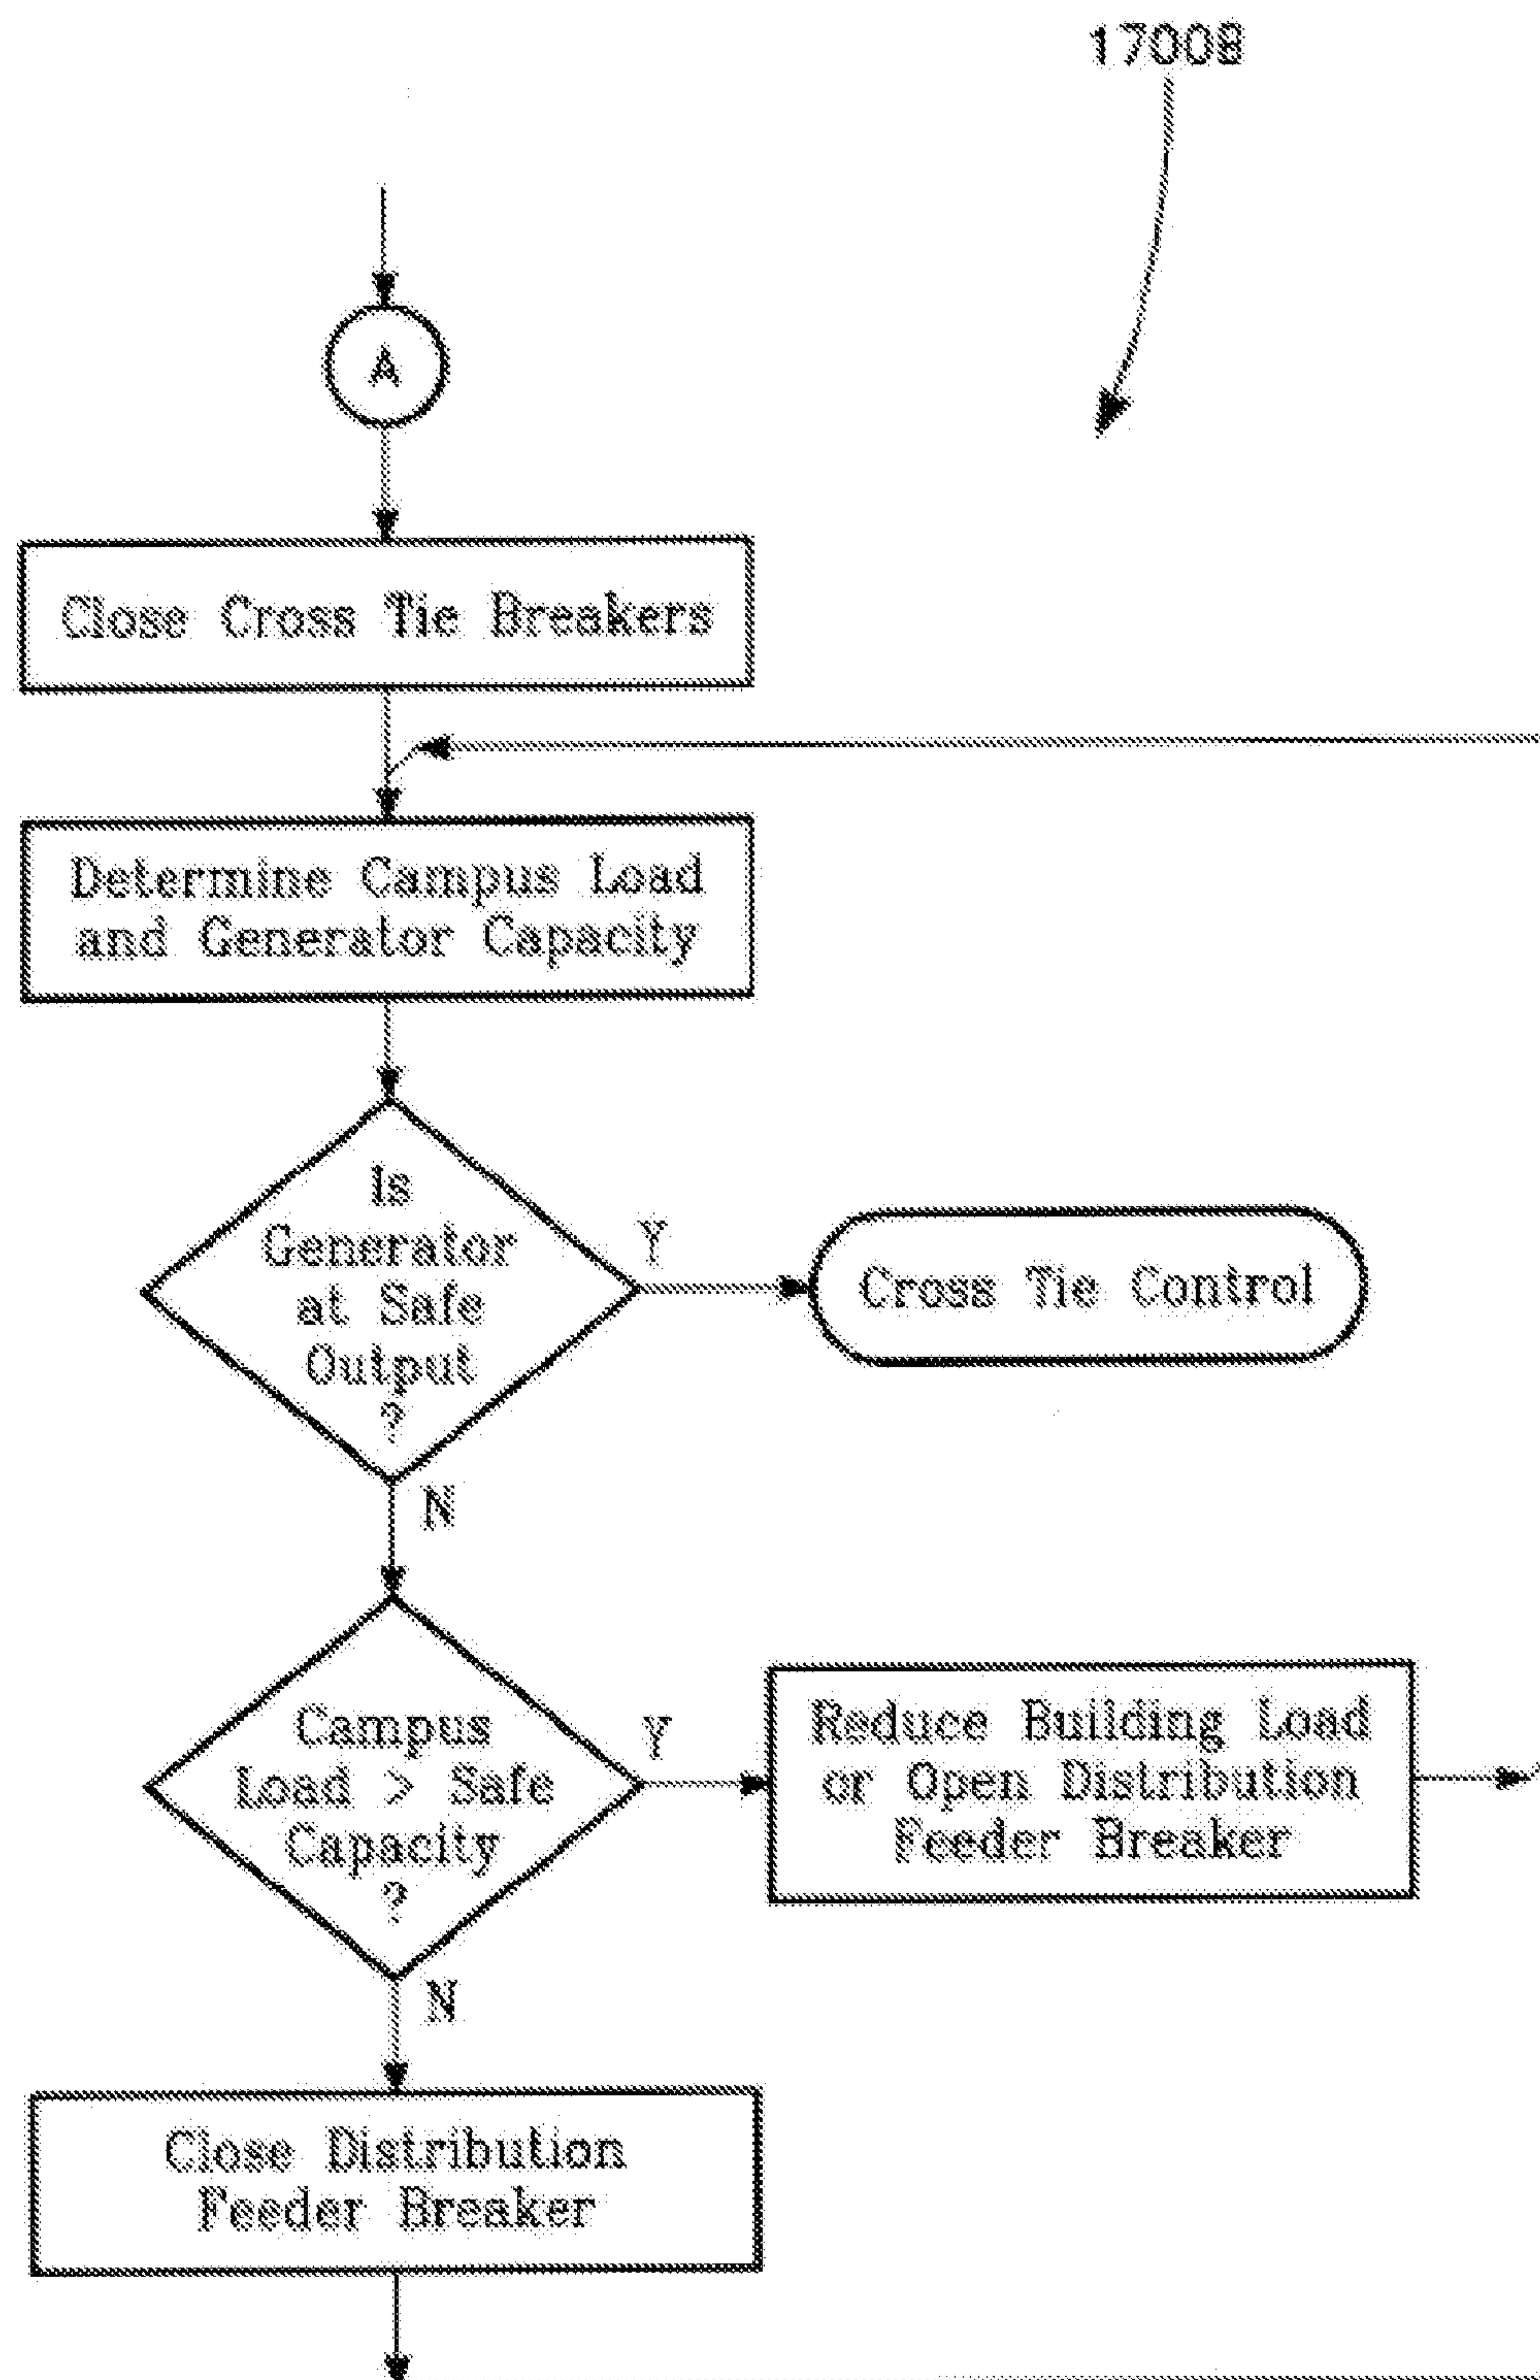 17008
A
Close Cross Tie Breakers
Determine Campus Load
and Generator Capacity
Is
Generator
at Safe
Output
?
Y
Cross Tie Control
N
Campus
Load > Safe
Capacity
?
Y
Reduce Building Load
or Open Distribution
Feeder Breaker
N
Close Distribution
Feeder Breaker